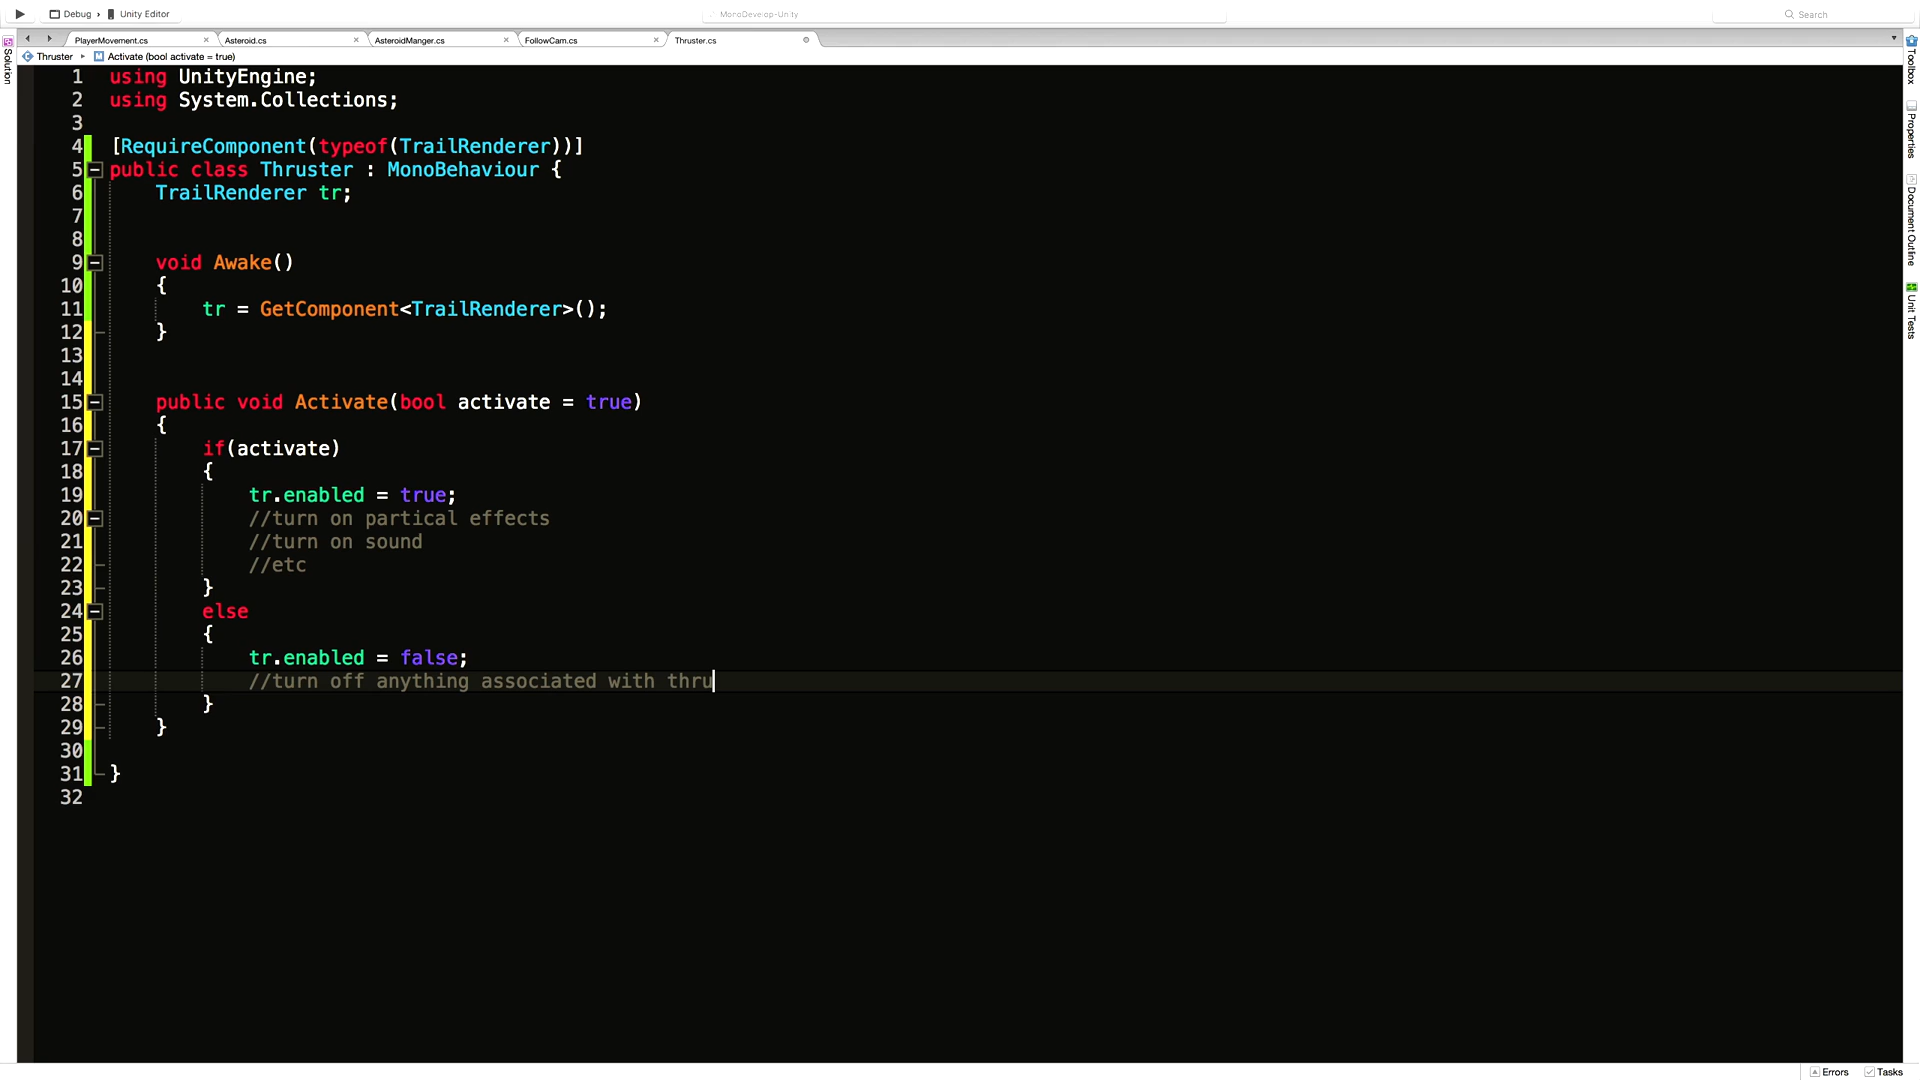 Debug › Unity Editor
MonoDevelop-Unity
Search
PlayerMovement.cs
Asteroid.cs
AsteroidManger.cs
FollowCam.cs
Thruster.cs
Thruster
Activate (bool activate = true)
Solution
1 using UnityEngine;
2 using System.Collections;
3
4 [RequireComponent(typeof(TrailRenderer))]
5 public class Thruster : MonoBehaviour {
6 TrailRenderer tr;
7
8
9 void Awake()
10 {
11 tr = GetComponent<TrailRenderer>();
12 }
13
14
15 public void Activate(bool activate = true)
16 {
17 if(activate)
18 {
19 tr.enabled = true;
20 //turn on partical effects
21 //turn on sound
22 //etc
23 }
24 else
25 {
26 tr.enabled = false;
27 //turn off anything associated with thru
28 }
29 }
30
31 }
32
Toolbox
Properties
Document Outline
Unit Tests
Errors
Tasks